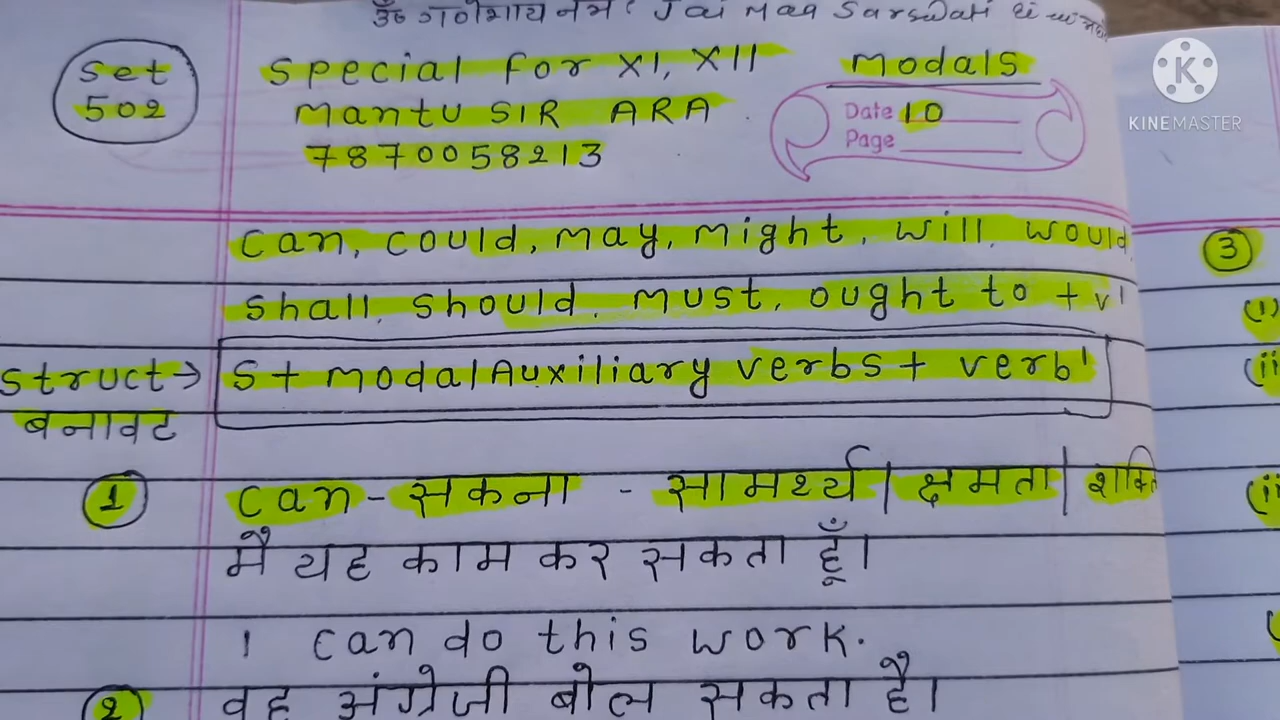 ॐ गणेशाय नमः Jai Maa Sarswati
Set
502
Special for XI, XII
Mantu SIR ARA
7870058213
Modals
Date 10
Page
KINEMASTER
Can, could, may, might, will, would,
Shall, should, must, ought to + v¹
Struct→
S + modal Auxiliary verbs + verb¹
बनावट
1 Can - सकना - सामर्थ्य | क्षमता | शक्ति
मै यह काम कर सकता हूँ।
I can do this work.
2 वह अंग्रेजी बोल सकता है।
3
(i)
(ii
(ii